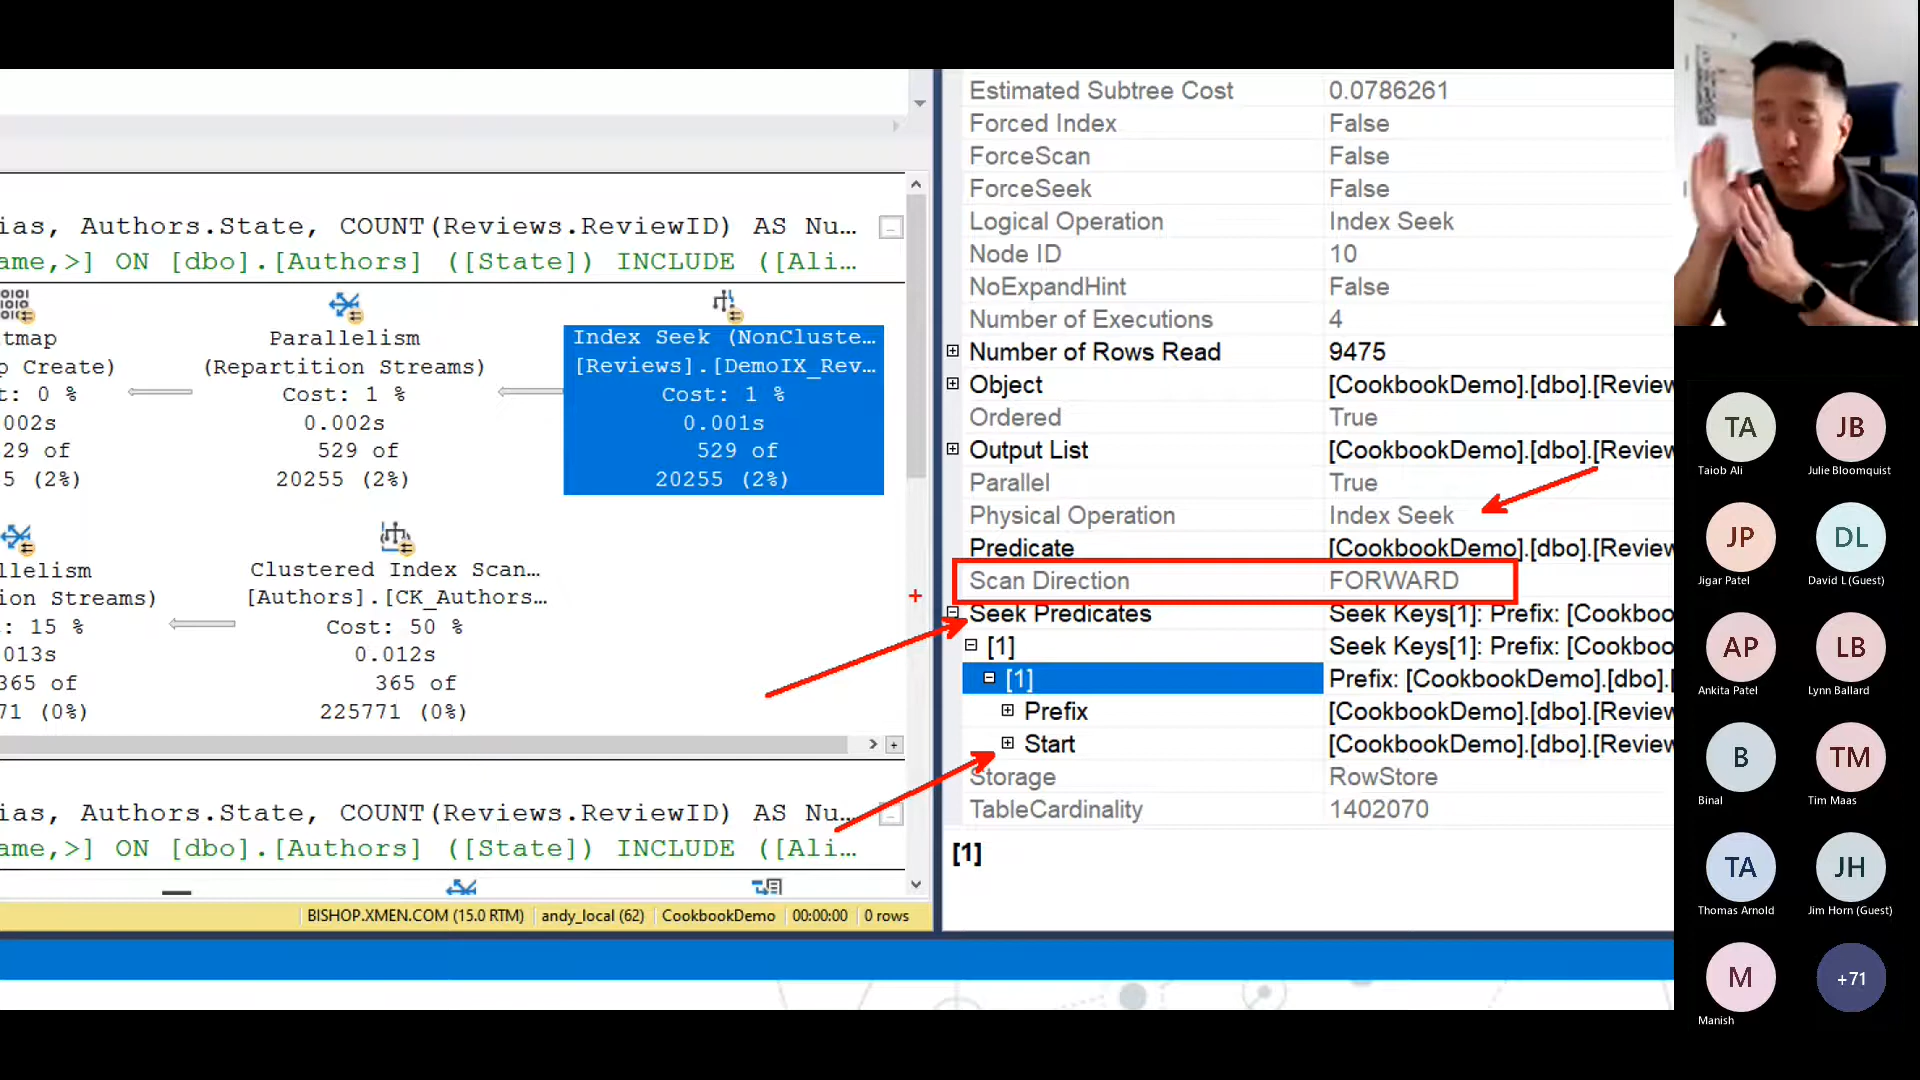 ias, Authors.State, COUNT(Reviews.ReviewID) AS Nu...
ame,>] ON [dbo].[Authors] ([State]) INCLUDE ([Ali...
tmap
p Create)
t: 0 %
002s
29 of
5 (2%)
Parallelism
(Repartition Streams)
Cost: 1 %
0.002s
529 of
20255 (2%)
Index Seek (NonCluste...
[Reviews].[DemoIX_Rev...
Cost: 1 %
0.001s
529 of
20255 (2%)
llelism
ion Streams)
: 15 %
013s
365 of
71 (0%)
Clustered Index Scan...
[Authors].[CK_Authors...
Cost: 50 %
0.012s
365 of
225771 (0%)
ias, Authors.State, COUNT(Reviews.ReviewID) AS Nu...
ame,>] ON [dbo].[Authors] ([State]) INCLUDE ([Ali...
BISHOP.XMEN.COM (15.0 RTM) andy_local (62) CookbookDemo 00:00:00 0 rows
Estimated Subtree Cost 0.0786261
Forced Index False
ForceScan False
ForceSeek False
Logical Operation Index Seek
Node ID 10
NoExpandHint False
Number of Executions 4
Number of Rows Read 9475
Object [CookbookDemo].[dbo].[Review
Ordered True
Output List [CookbookDemo].[dbo].[Review
Parallel True
Physical Operation Index Seek
Predicate [CookbookDemo].[dbo].[Review
Scan Direction FORWARD
Seek Predicates Seek Keys[1]: Prefix: [Cookboo
[1] Seek Keys[1]: Prefix: [Cookboo
[1] Prefix: [CookbookDemo].[dbo].[
Prefix [CookbookDemo].[dbo].[Review
Start [CookbookDemo].[dbo].[Review
Storage RowStore
TableCardinality 1402070
[1]
TA JB
Taiob Ali Julie Bloomquist
JP DL
Jigar Patel David L (Guest)
AP LB
Ankita Patel Lynn Ballard
B TM
Binal Tim Maas
TA JH
Thomas Arnold Jim Horn (Guest)
M +71
Manish